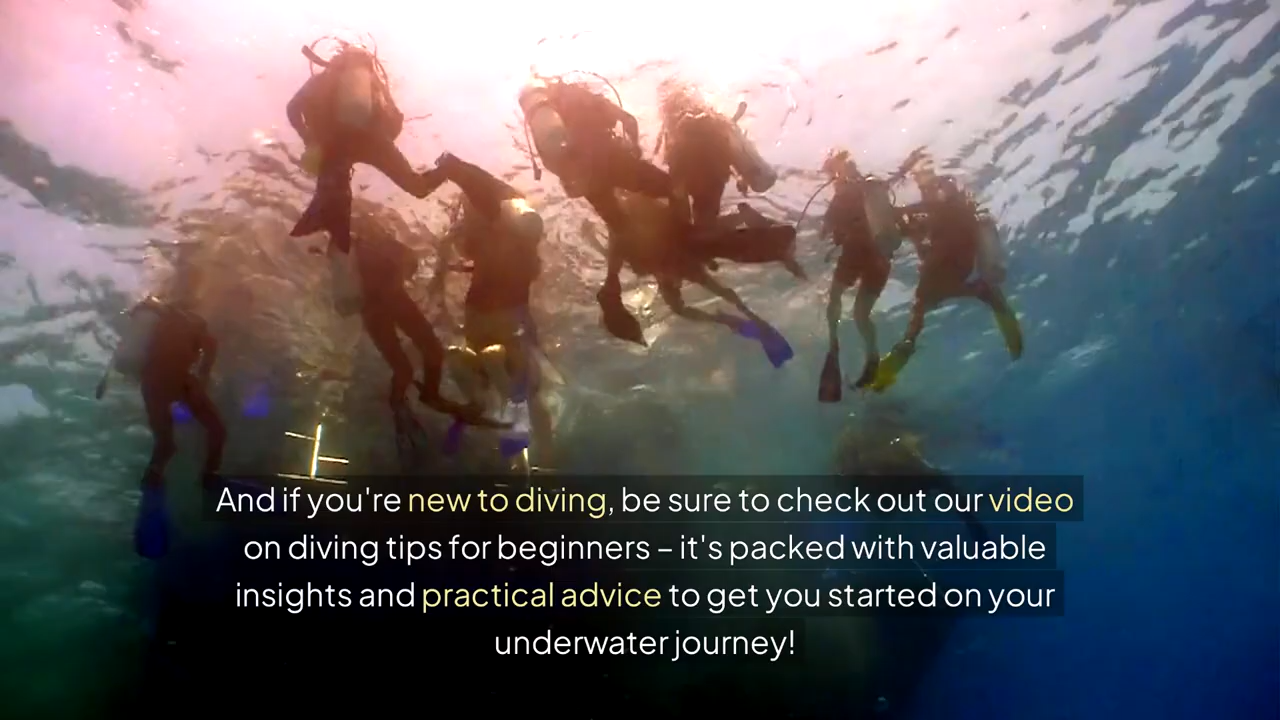 And if you're new to diving, be sure to check out our video
on diving tips for beginners – it's packed with valuable
insights and practical advice to get you started on your
underwater journey!